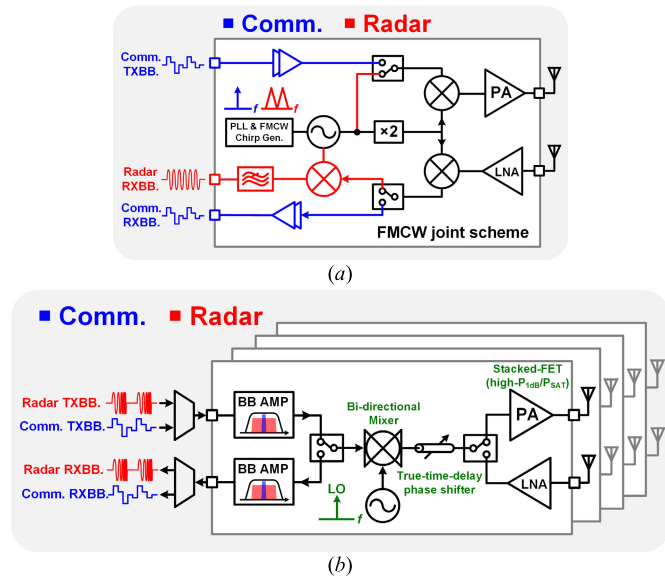 Comm. Radar
Comm.
TXBB.
f f
PLL & FMCW
Chirp Gen.
×2
PA
Radar
RXBB.
Comm.
RXBB.
LNA
FMCW joint scheme
(a)
Comm. Radar
Stacked-FET
(high-P1dB/PSAT)
Radar TXBB.
Comm. TXBB.
BB AMP
Bi-directional
Mixer
PA
Radar RXBB.
Comm. RXBB.
BB AMP
LO
f
True-time-delay
phase shifter
LNA
(b)